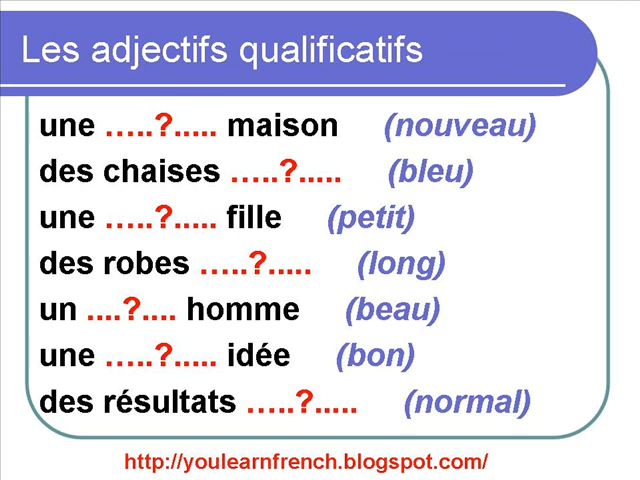 Les adjectifs qualificatifs
une …..?..... maison (nouveau)
des chaises …..?..... (bleu)
une …..?..... fille (petit)
des robes …..?..... (long)
un ....?.... homme (beau)
une …..?..... idée (bon)
des résultats …..?..... (normal)
http://youlearnfrench.blogspot.com/